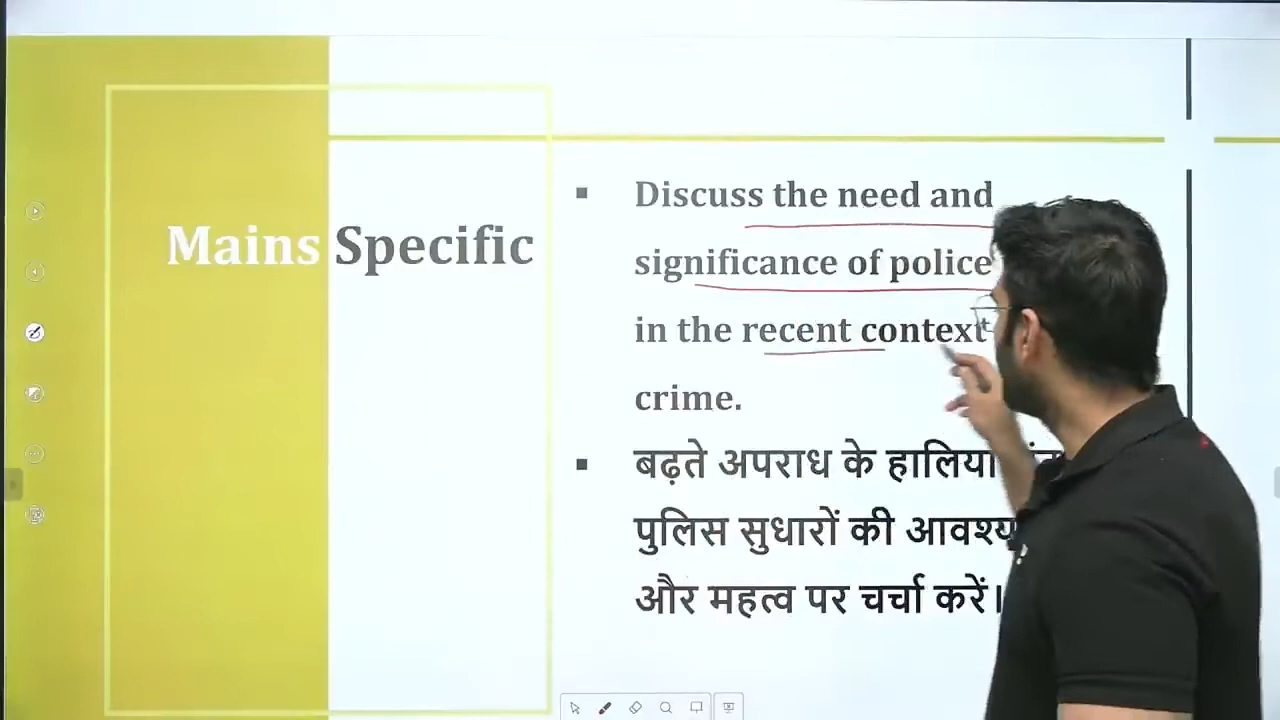 Mains Specific
Discuss the need and
significance of police
in the recent context
crime.
बढ़ते अपराध के हालिया
पुलिस सुधारों की
और महत्व पर चर्चा करें।